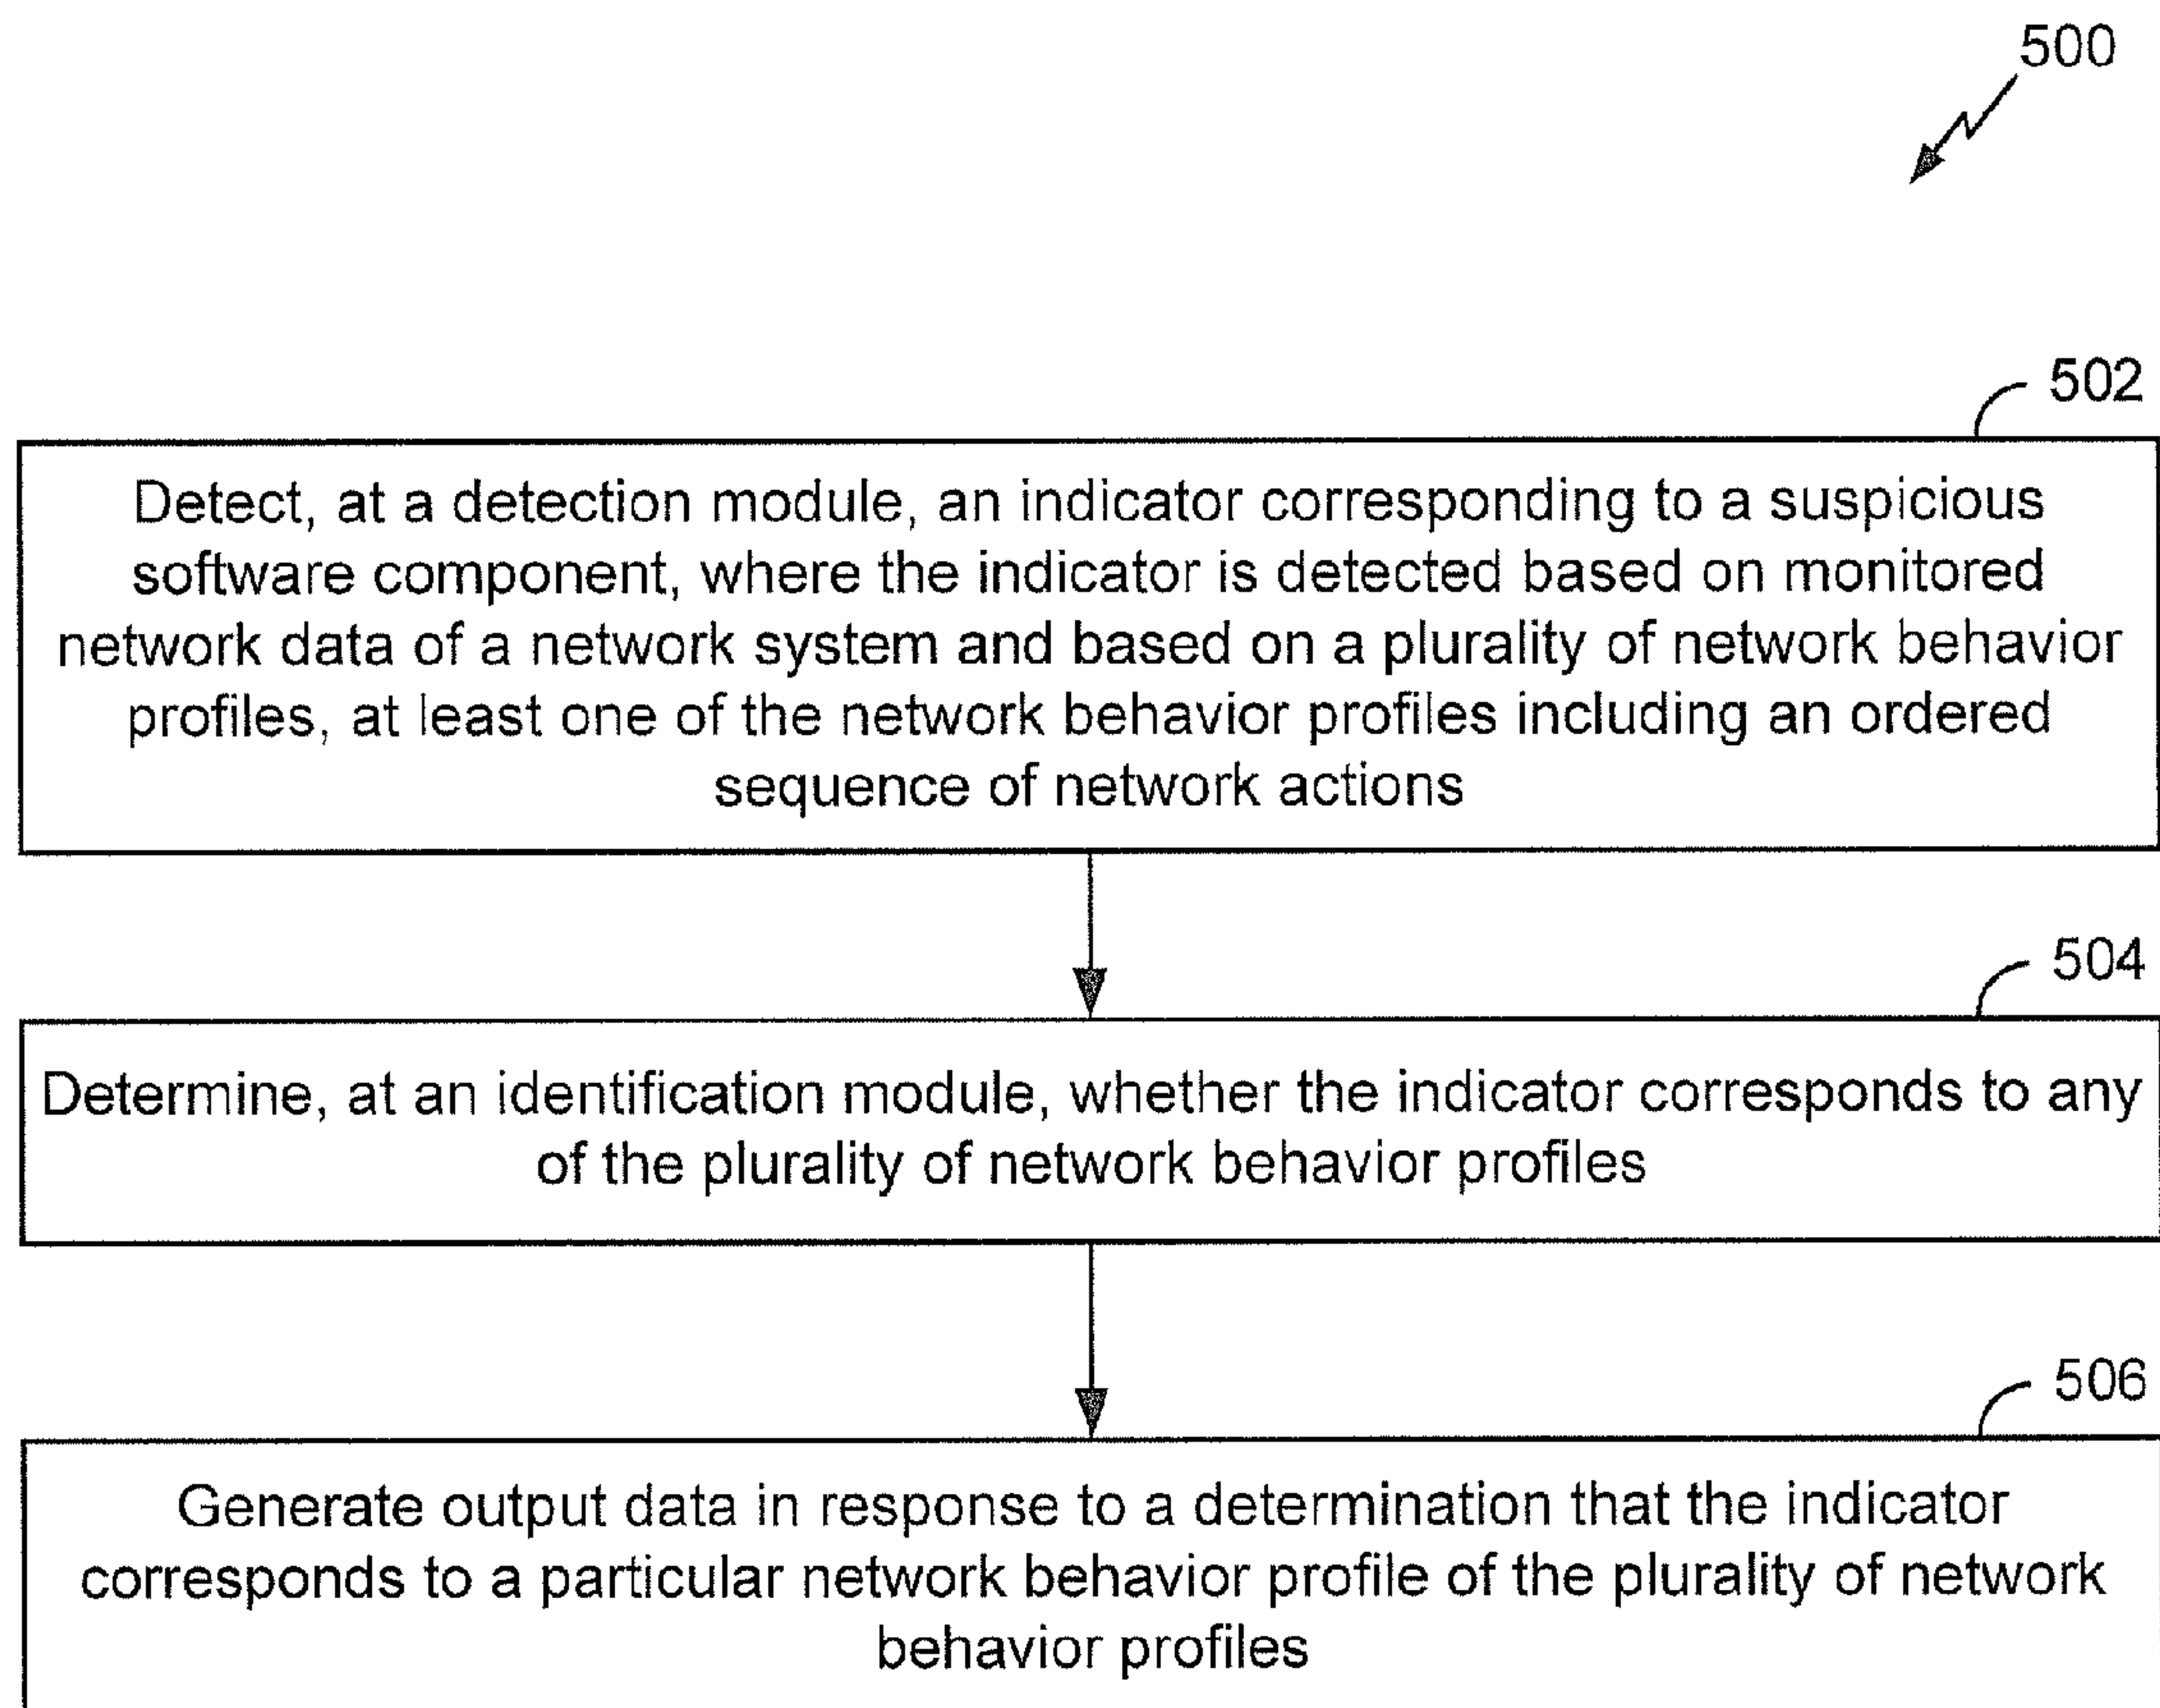 500
502
Detect, at a detection module, an indicator corresponding to a suspicious
software component, where the indicator is detected based on monitored
network data of a network system and based on a plurality of network behavior
profiles, at least one of the network behavior profiles including an ordered
sequence of network actions
504
Determine, at an identification module, whether the indicator corresponds to any
of the plurality of network behavior profiles
506
Generate output data in response to a determination that the indicator
corresponds to a particular network behavior profile of the plurality of network
behavior profiles